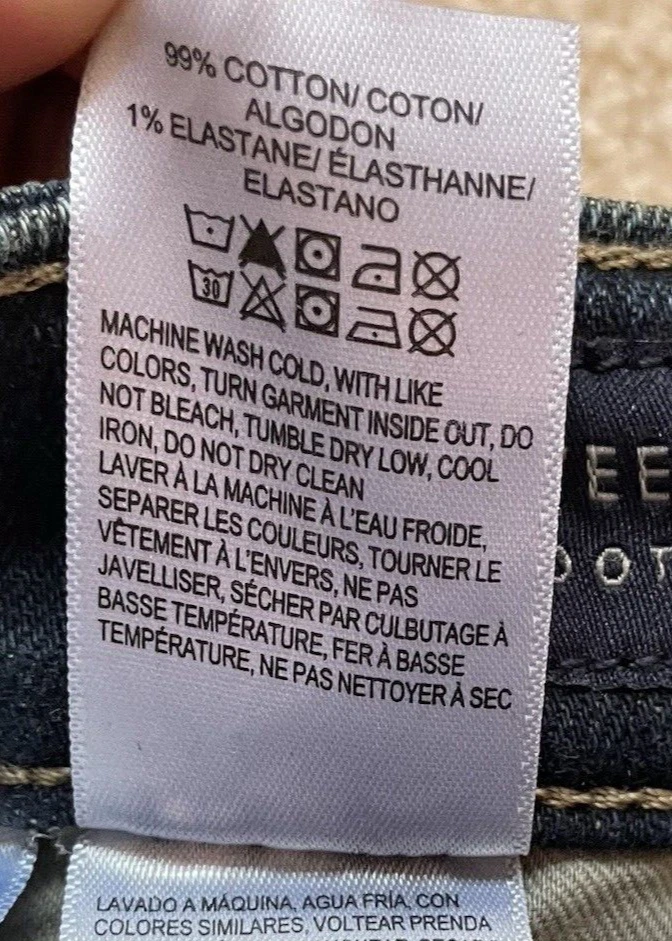 99% COTTON/ COTON/
ALGODON
1% ELASTANE/ ÉLASTHANNE/
ELASTANO
30
MACHINE WASH COLD, WITH LIKE
COLORS, TURN GARMENT INSIDE OUT, DO
NOT BLEACH, TUMBLE DRY LOW, COOL
IRON, DO NOT DRY CLEAN
LAVER À LA MACHINE À L'EAU FROIDE,
SEPARER LES COULEURS, TOURNER LE
VÊTEMENT À L'ENVERS, NE PAS
JAVELLISER, SÉCHER PAR CULBUTAGE À
BASSE TEMPÉRATURE, FER À BASSE
TEMPÉRATURE, NE PAS NETTOYER À SEC
LAVADO A MÁQUINA, AGUA FRÍA, CON
COLORES SIMILARES, VOLTEAR PRENDA